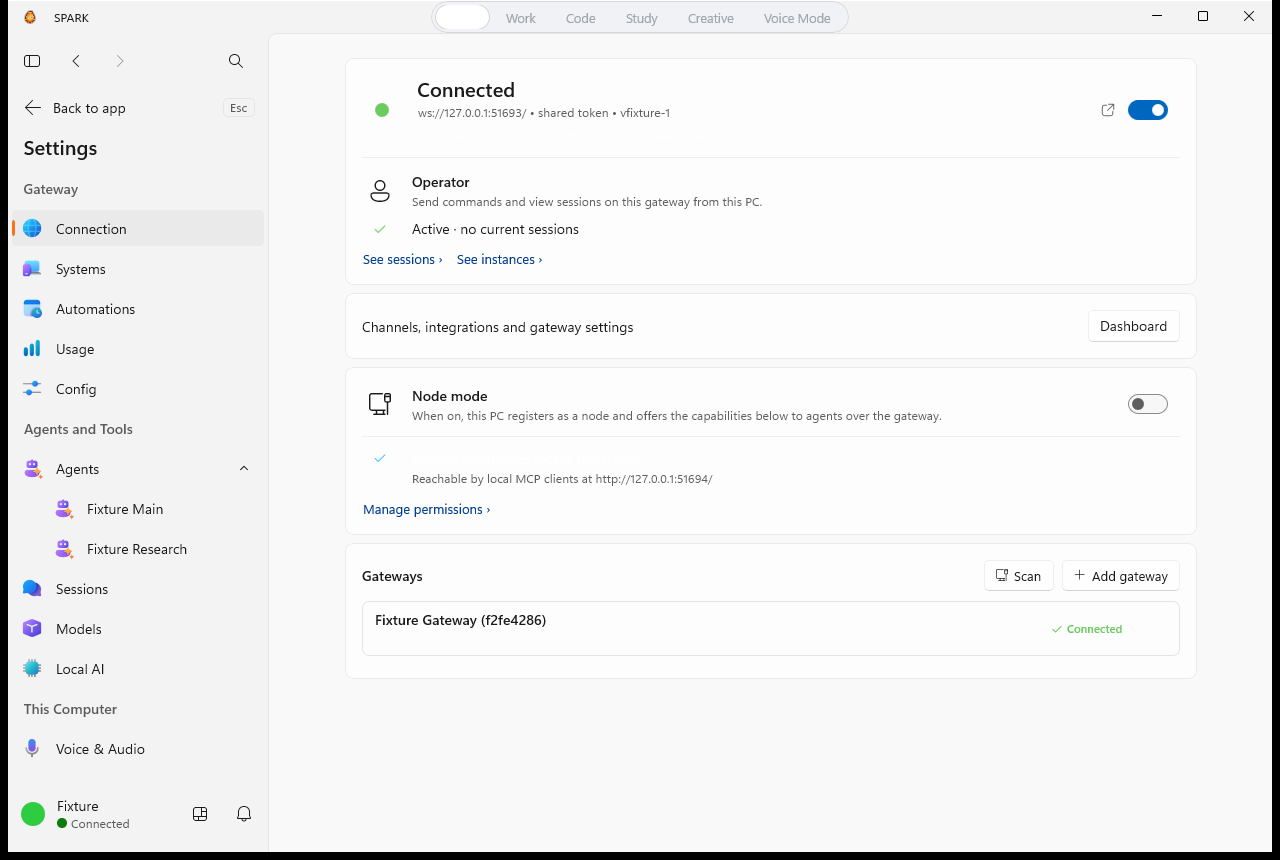 SPARK
Work
Code
Study
Creative
Voice Mode
Back to app
Esc
Settings
Gateway
Connection
Systems
Automations
Usage
Config
Agents and Tools
Agents
Fixture Main
Fixture Research
Sessions
Models
Local AI
This Computer
Voice & Audio
Fixture
Connected
Connected
ws://127.0.0.1:51693/ • shared token • vfixture-1
Operator
Send commands and view sessions on this gateway from this PC.
Active · no current sessions
See sessions ›
See instances ›
Channels, integrations and gateway settings
Dashboard
Node mode
When on, this PC registers as a node and offers the capabilities below to agents over the gateway.
Reachable by local MCP clients at http://127.0.0.1:51694/
Manage permissions ›
Gateways
Scan
Add gateway
Fixture Gateway (f2fe4286)
Connected